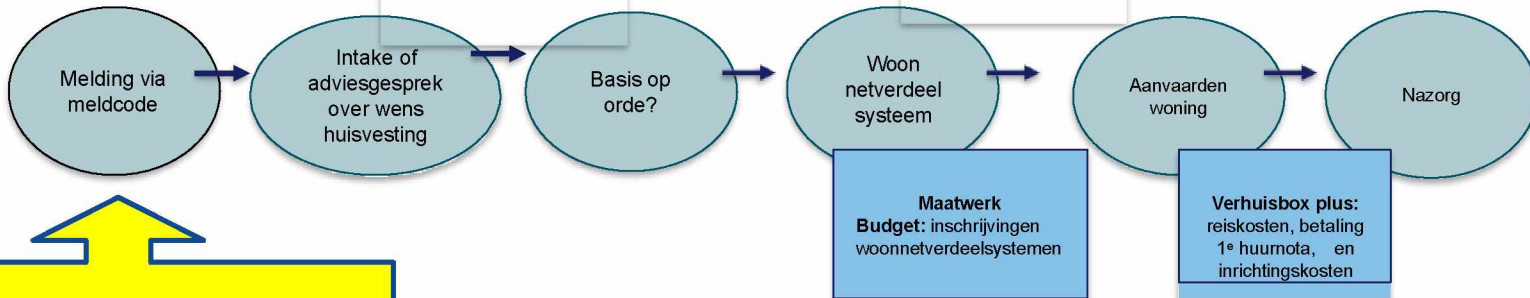 Melding via
meldcode
Intake of
adviesgesprek
over wens
huisvesting
Basis op
orde?
Woon
netverdeel
systeem
Aanvaarden
woning
Nazorg
Maatwerk
Budget: inschrijvingen
woonnetverdeelsystemen
Verhuisbox plus:
reiskosten, betaling
1e huurnota, en
inrichtingskosten